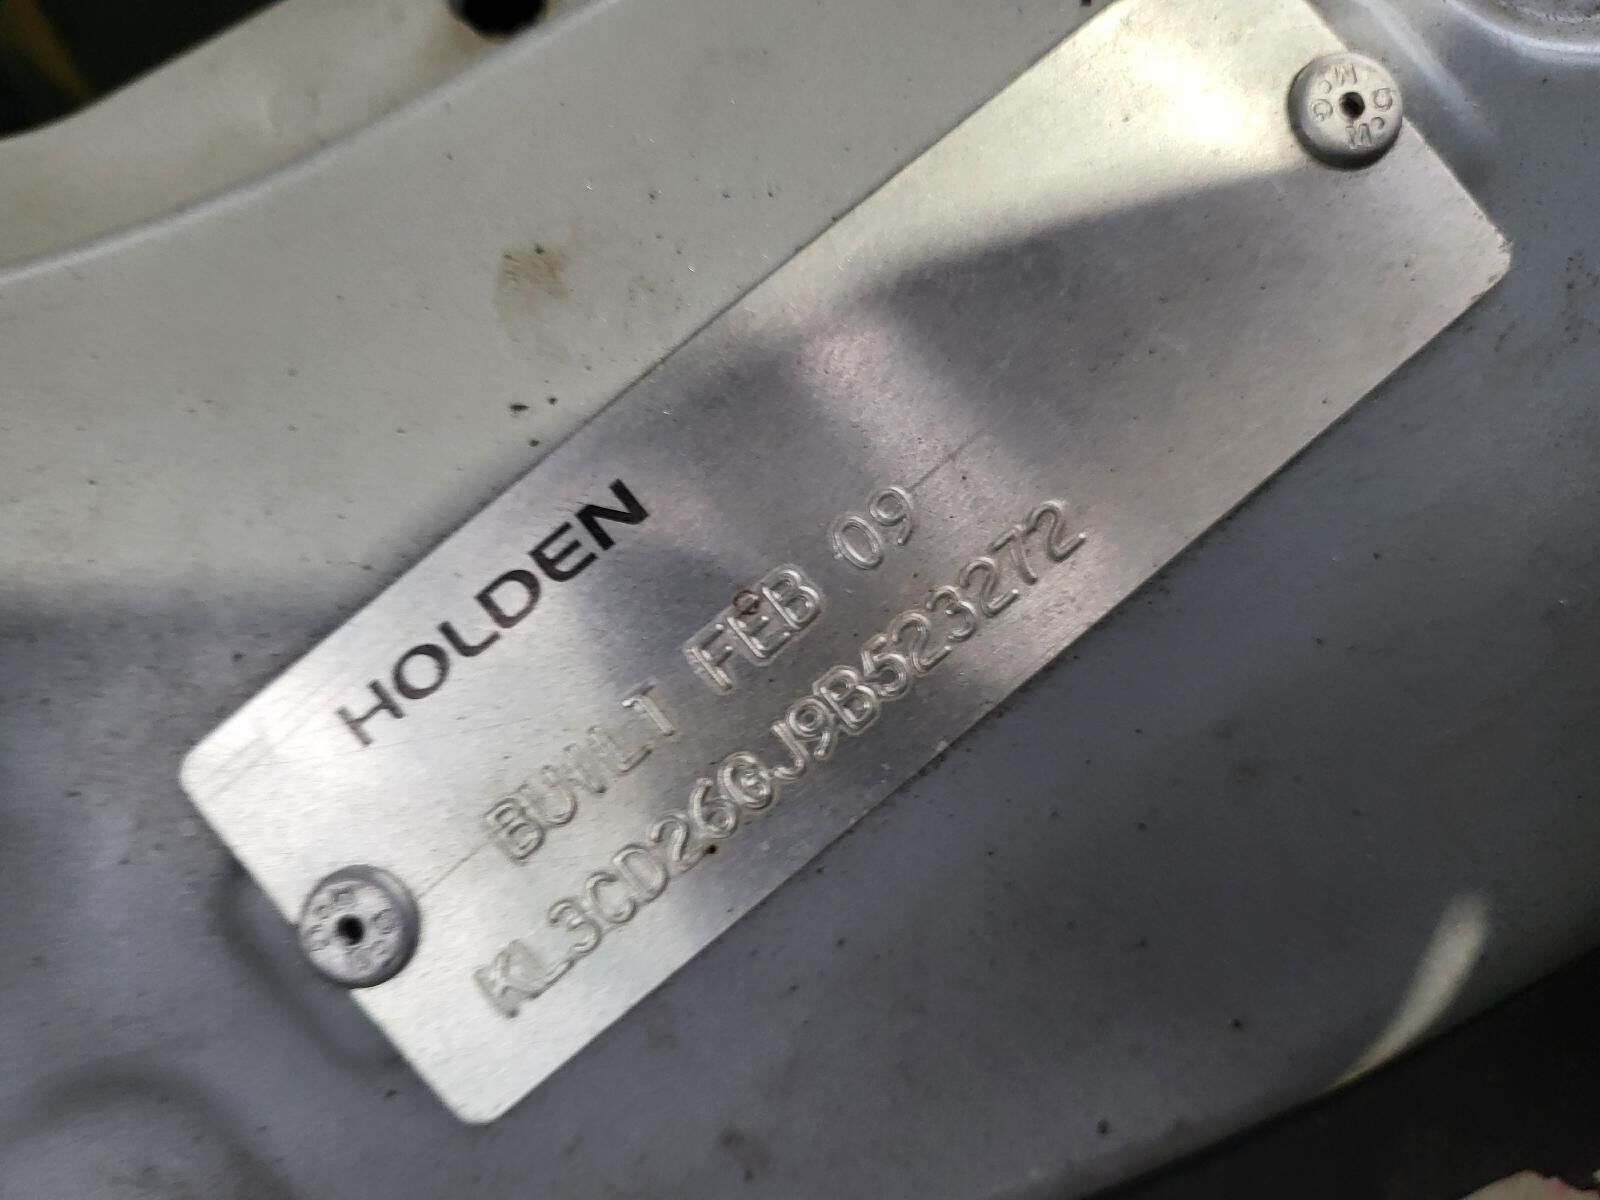 HOLDEN
BUILT FEB 09
KL3CD26GJ9B523272